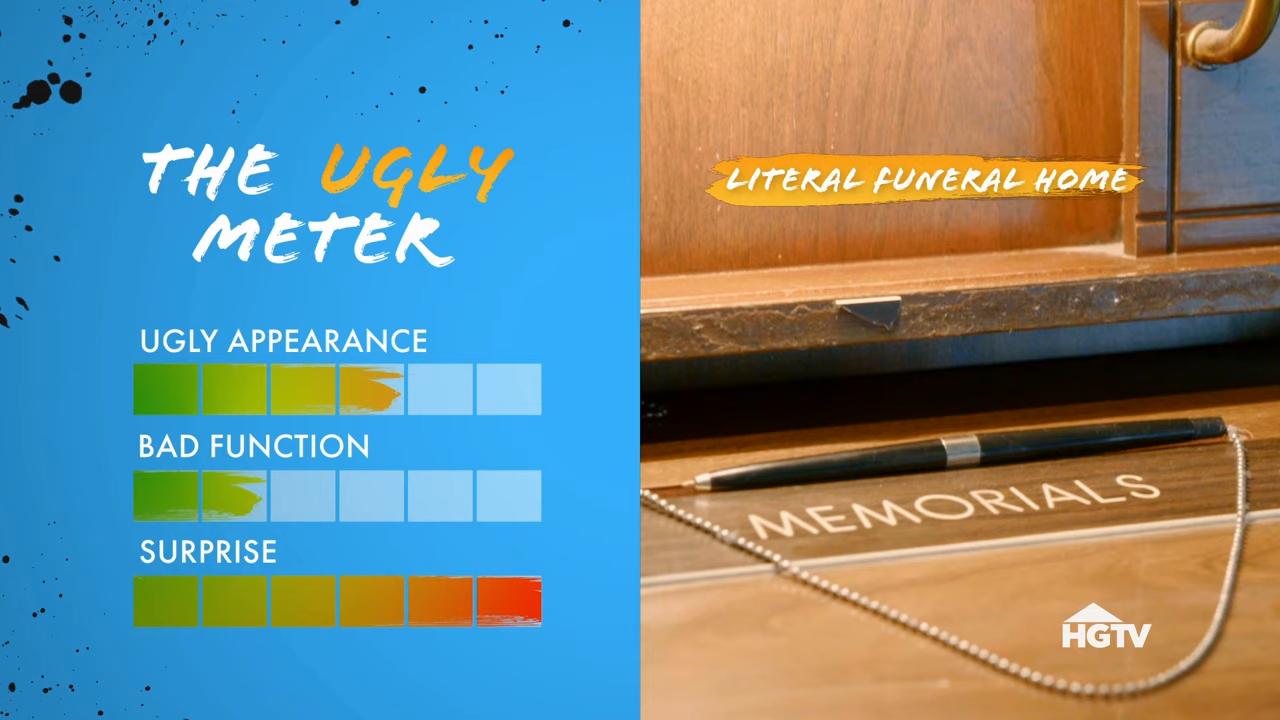 THE UGLY
METER
UGLY APPEARANCE
BAD FUNCTION
SURPRISE
LITERAL FUNERAL HOME
MEMORIALS
HGTV